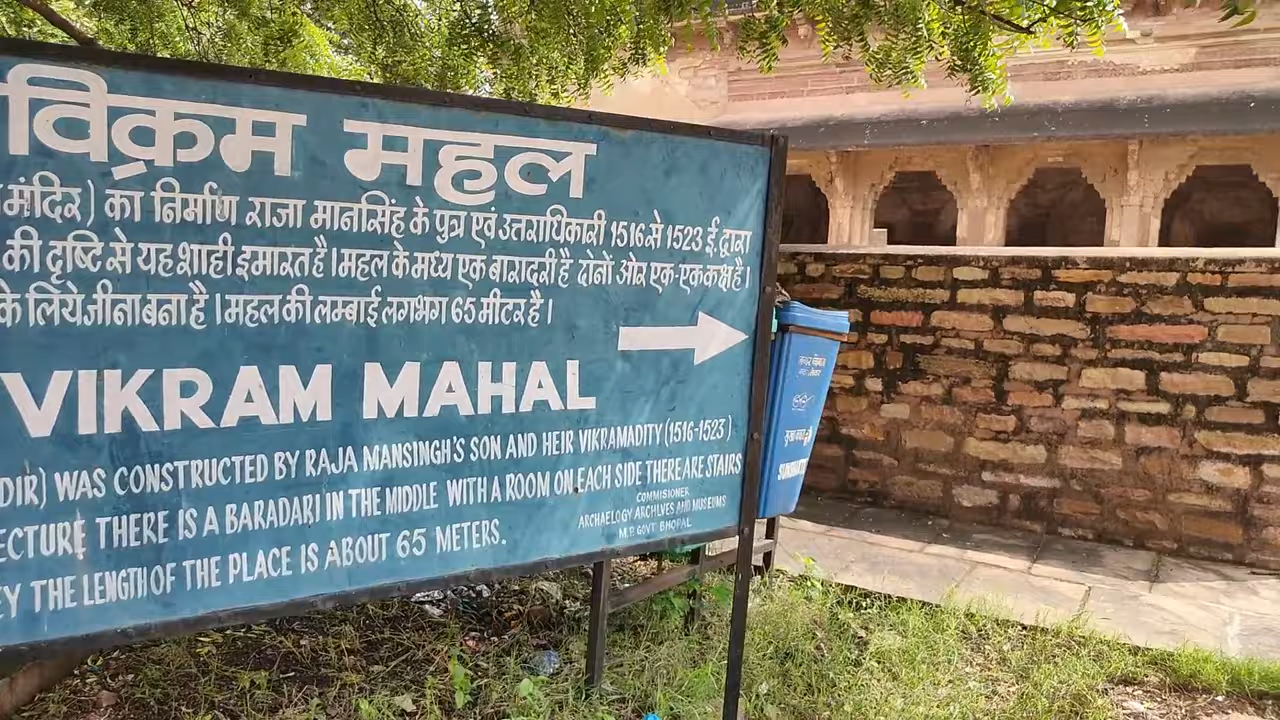 विक्रम महल
मंदिर) का निर्माण राजा मानसिंह के पुत्र एवं उत्तराधिकारी 1516 से 1523 ई. द्वारा
की दृष्टि से यह शाही इमारत है। महल के मध्य एक बारादरी है दोनों ओर एक-एक कक्ष है।
के लिये जीना बना है। महल की लम्बाई लगभग 65 मीटर है।
VIKRAM MAHAL
DIR) WAS CONSTRUCTED BY RAJA MANSINGH'S SON AND HEIR VIKRAMADITY (1516-1523)
ECTURE THERE IS A BARADARI IN THE MIDDLE WITH A ROOM ON EACH SIDE THERE ARE STAIRS
EY THE LENGTH OF THE PLACE IS ABOUT 65 METERS.
COMMISIONER
ARCHAELOGY ARCHLVES AND MUSEUMS
M.P. GOVT BHOPAL